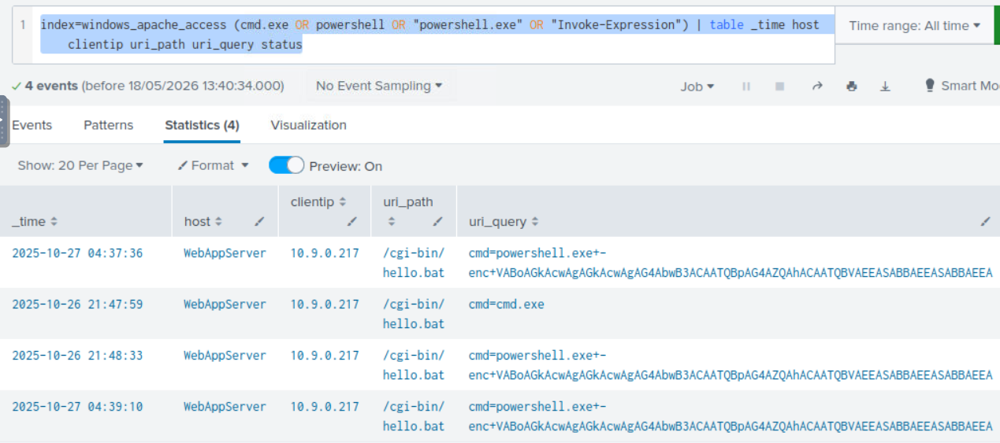 1 index=windows_apache_access (cmd.exe OR powershell OR "powershell.exe" OR "Invoke-Expression") | table _time host
clientip uri_path uri_query status
Time range: All time
4 events (before 18/05/2026 13:40:34.000)
No Event Sampling
Job
Smart Mo
Events Patterns Statistics (4) Visualization
Show: 20 Per Page Format Preview: On
_time host clientip uri_path uri_query
2025-10-27 04:37:36 WebAppServer 10.9.0.217 /cgi-bin/ cmd=powershell.exe+-
hello.bat enc+VABoAGkAcwAgAGkAcwAgAG4AbwB3ACAATQBpAG4AZQAhACAATQBVAEEASABBAEEASABBAEEA
2025-10-26 21:47:59 WebAppServer 10.9.0.217 /cgi-bin/ cmd=cmd.exe
hello.bat
2025-10-26 21:48:33 WebAppServer 10.9.0.217 /cgi-bin/ cmd=powershell.exe+-
hello.bat enc+VABoAGkAcwAgAGkAcwAgAG4AbwB3ACAATQBpAG4AZQAhACAATQBVAEEASABBAEEASABBAEEA
2025-10-27 04:39:10 WebAppServer 10.9.0.217 /cgi-bin/ cmd=powershell.exe+-
hello.bat enc+VABoAGkAcwAgAGkAcwAgAG4AbwB3ACAATQBpAG4AZQAhACAATQBVAEEASABBAEEASABBAEEA